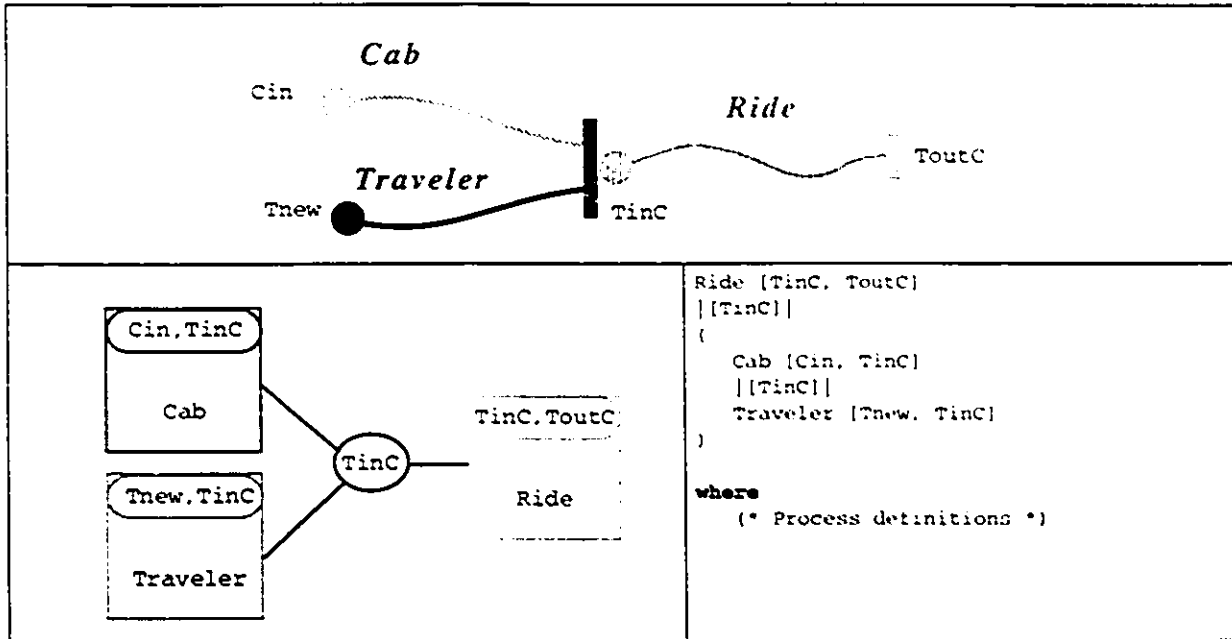 Cab
Cin
Ride
ToutC
Traveler
Tnew
TinC
Cin,TinC
Cab
TinC
TinC,ToutC
Ride
Tnew,TinC
Traveler
Ride [TinC, ToutC]
|[TinC]|
(
Cab [Cin, TinC]
|[TinC]|
Traveler [Tnew, TinC]
)
where
(* Process definitions *)